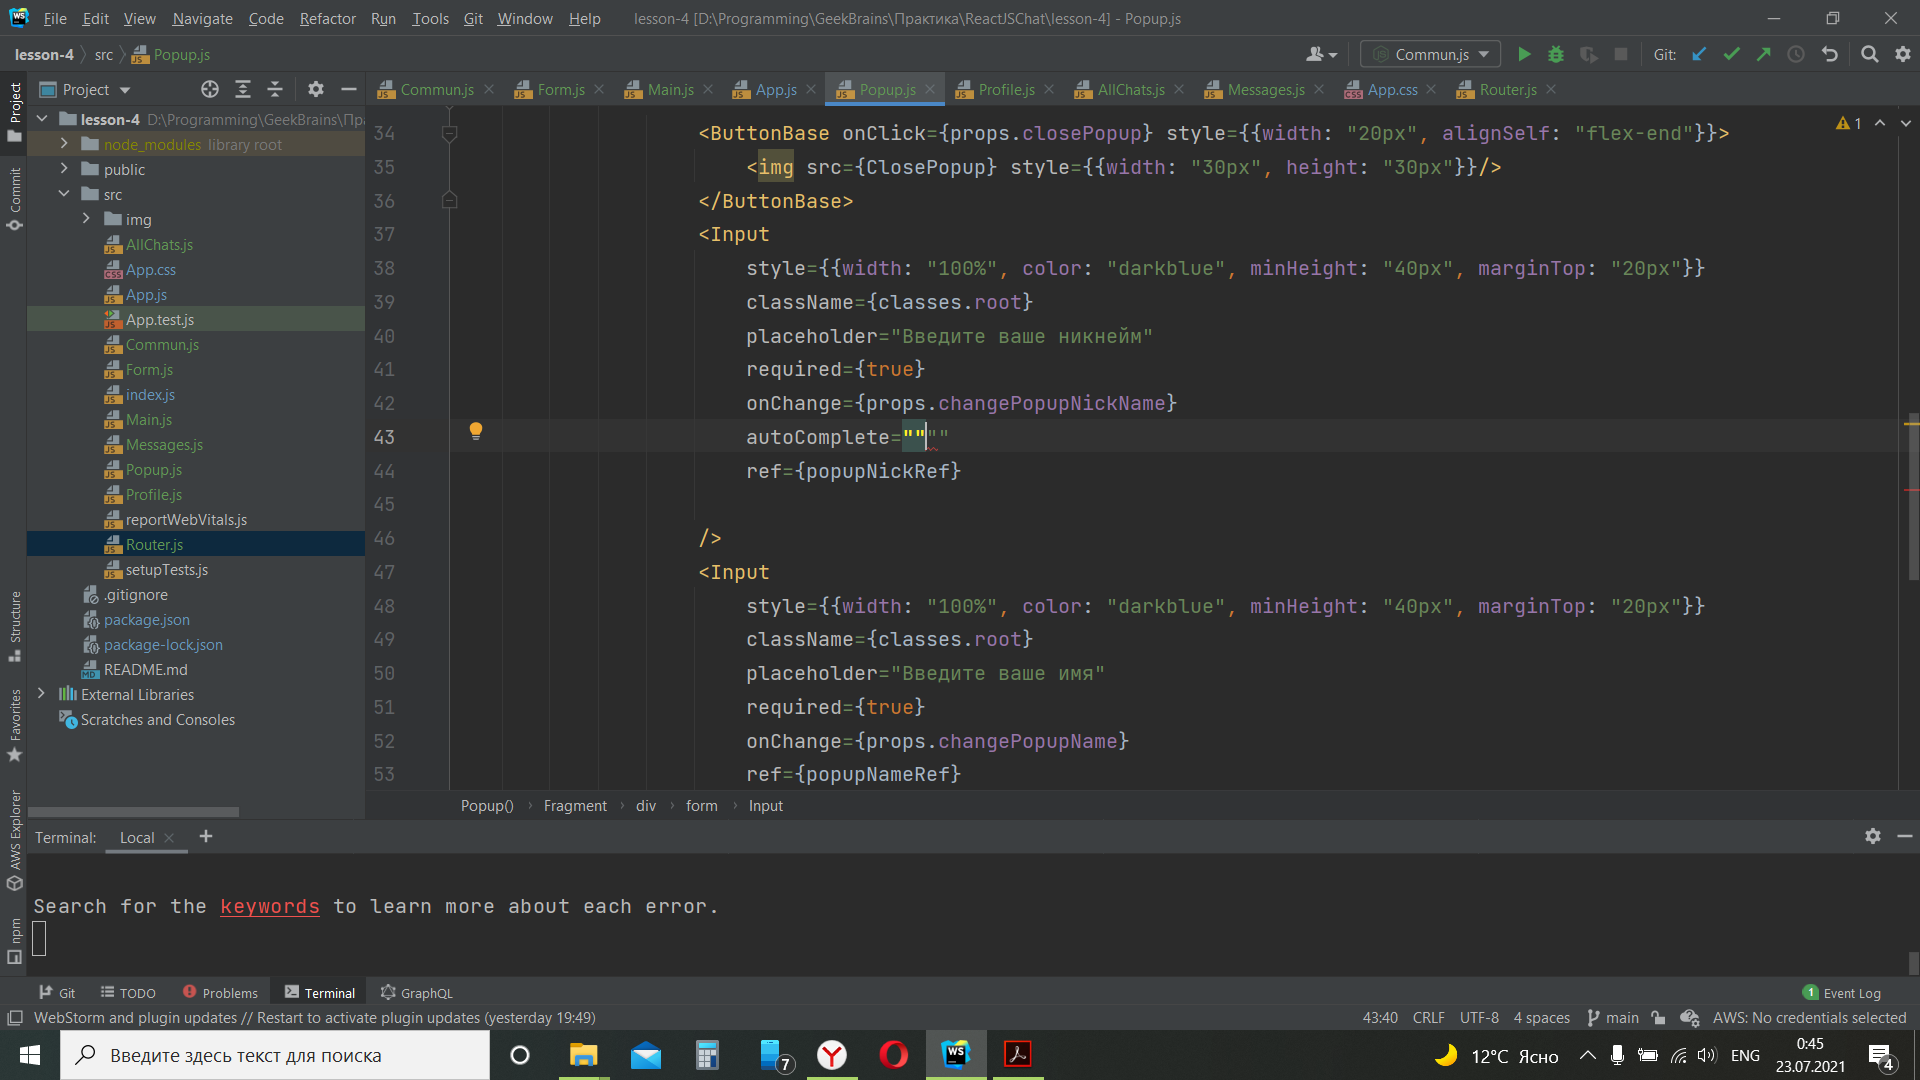 File Edit View Navigate Code Refactor Run Tools Git Window Help lesson-4 [D:\Programming\GeekBrains\Практика\ReactJSChat\lesson-4] - Popup.js
lesson-4 src Popup.js Commun.js Git:
Project
Commun.js Form.js Main.js App.js Popup.js Profile.js AllChats.js Messages.js App.css Router.js
lesson-4 D:\Programming\GeekBrains\Пра
node_modules library root
public
src
img
AllChats.js
App.css
App.js
App.test.js
Commun.js
Form.js
index.js
Main.js
Messages.js
Popup.js
Profile.js
reportWebVitals.js
Router.js
setupTests.js
.gitignore
package.json
package-lock.json
README.md
External Libraries
Scratches and Consoles
Project
Commit
Structure
Favorites
AWS Explorer
npm
1
34 <ButtonBase onClick={props.closePopup} style={{width: "20px", alignSelf: "flex-end"}}>
35 <img src={ClosePopup} style={{width: "30px", height: "30px"}}/>
36 </ButtonBase>
37 <Input
38 style={{width: "100%", color: "darkblue", minHeight: "40px", marginTop: "20px"}}
39 className={classes.root}
40 placeholder="Введите ваше никнейм"
41 required={true}
42 onChange={props.changePopupNickName}
43 autoComplete=""""
44 ref={popupNickRef}
45
46 />
47 <Input
48 style={{width: "100%", color: "darkblue", minHeight: "40px", marginTop: "20px"}}
49 className={classes.root}
50 placeholder="Введите ваше имя"
51 required={true}
52 onChange={props.changePopupName}
53 ref={popupNameRef}
Popup() Fragment div form Input
Terminal: Local
Search for the keywords to learn more about each error.
Git TODO Problems Terminal GraphQL 1 Event Log
WebStorm and plugin updates // Restart to activate plugin updates (yesterday 19:49) 43:40 CRLF UTF-8 4 spaces main AWS: No credentials selected
Введите здесь текст для поиска 7 WS 12°C Ясно ENG 0:45
23.07.2021 4